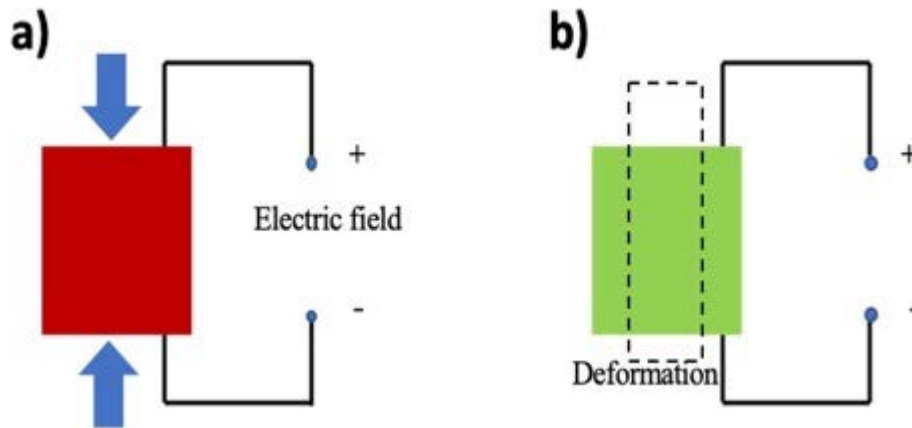 a)
b)
+
+
Electric field
-
-
Deformation